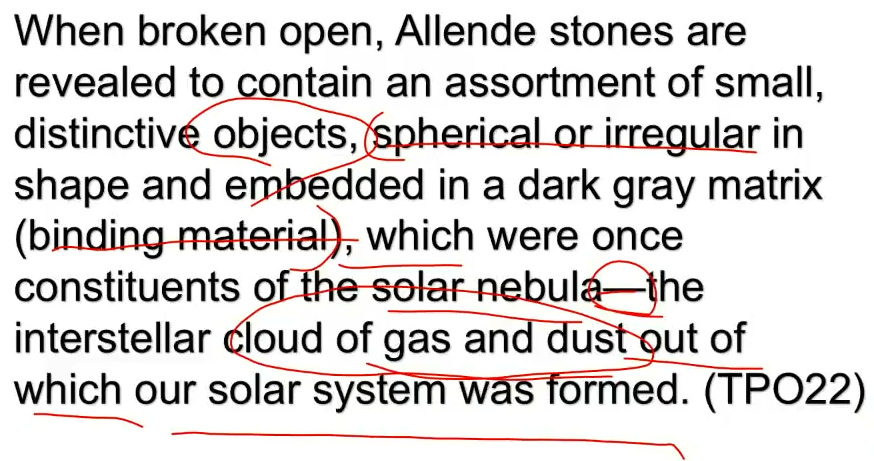 When broken open, Allende stones are
revealed to contain an assortment of small,
distinctive objects, spherical or irregular in
shape and embedded in a dark gray matrix
(binding material), which were once
constituents of the solar nebula—the
interstellar cloud of gas and dust out of
which our solar system was formed. (TPO22)